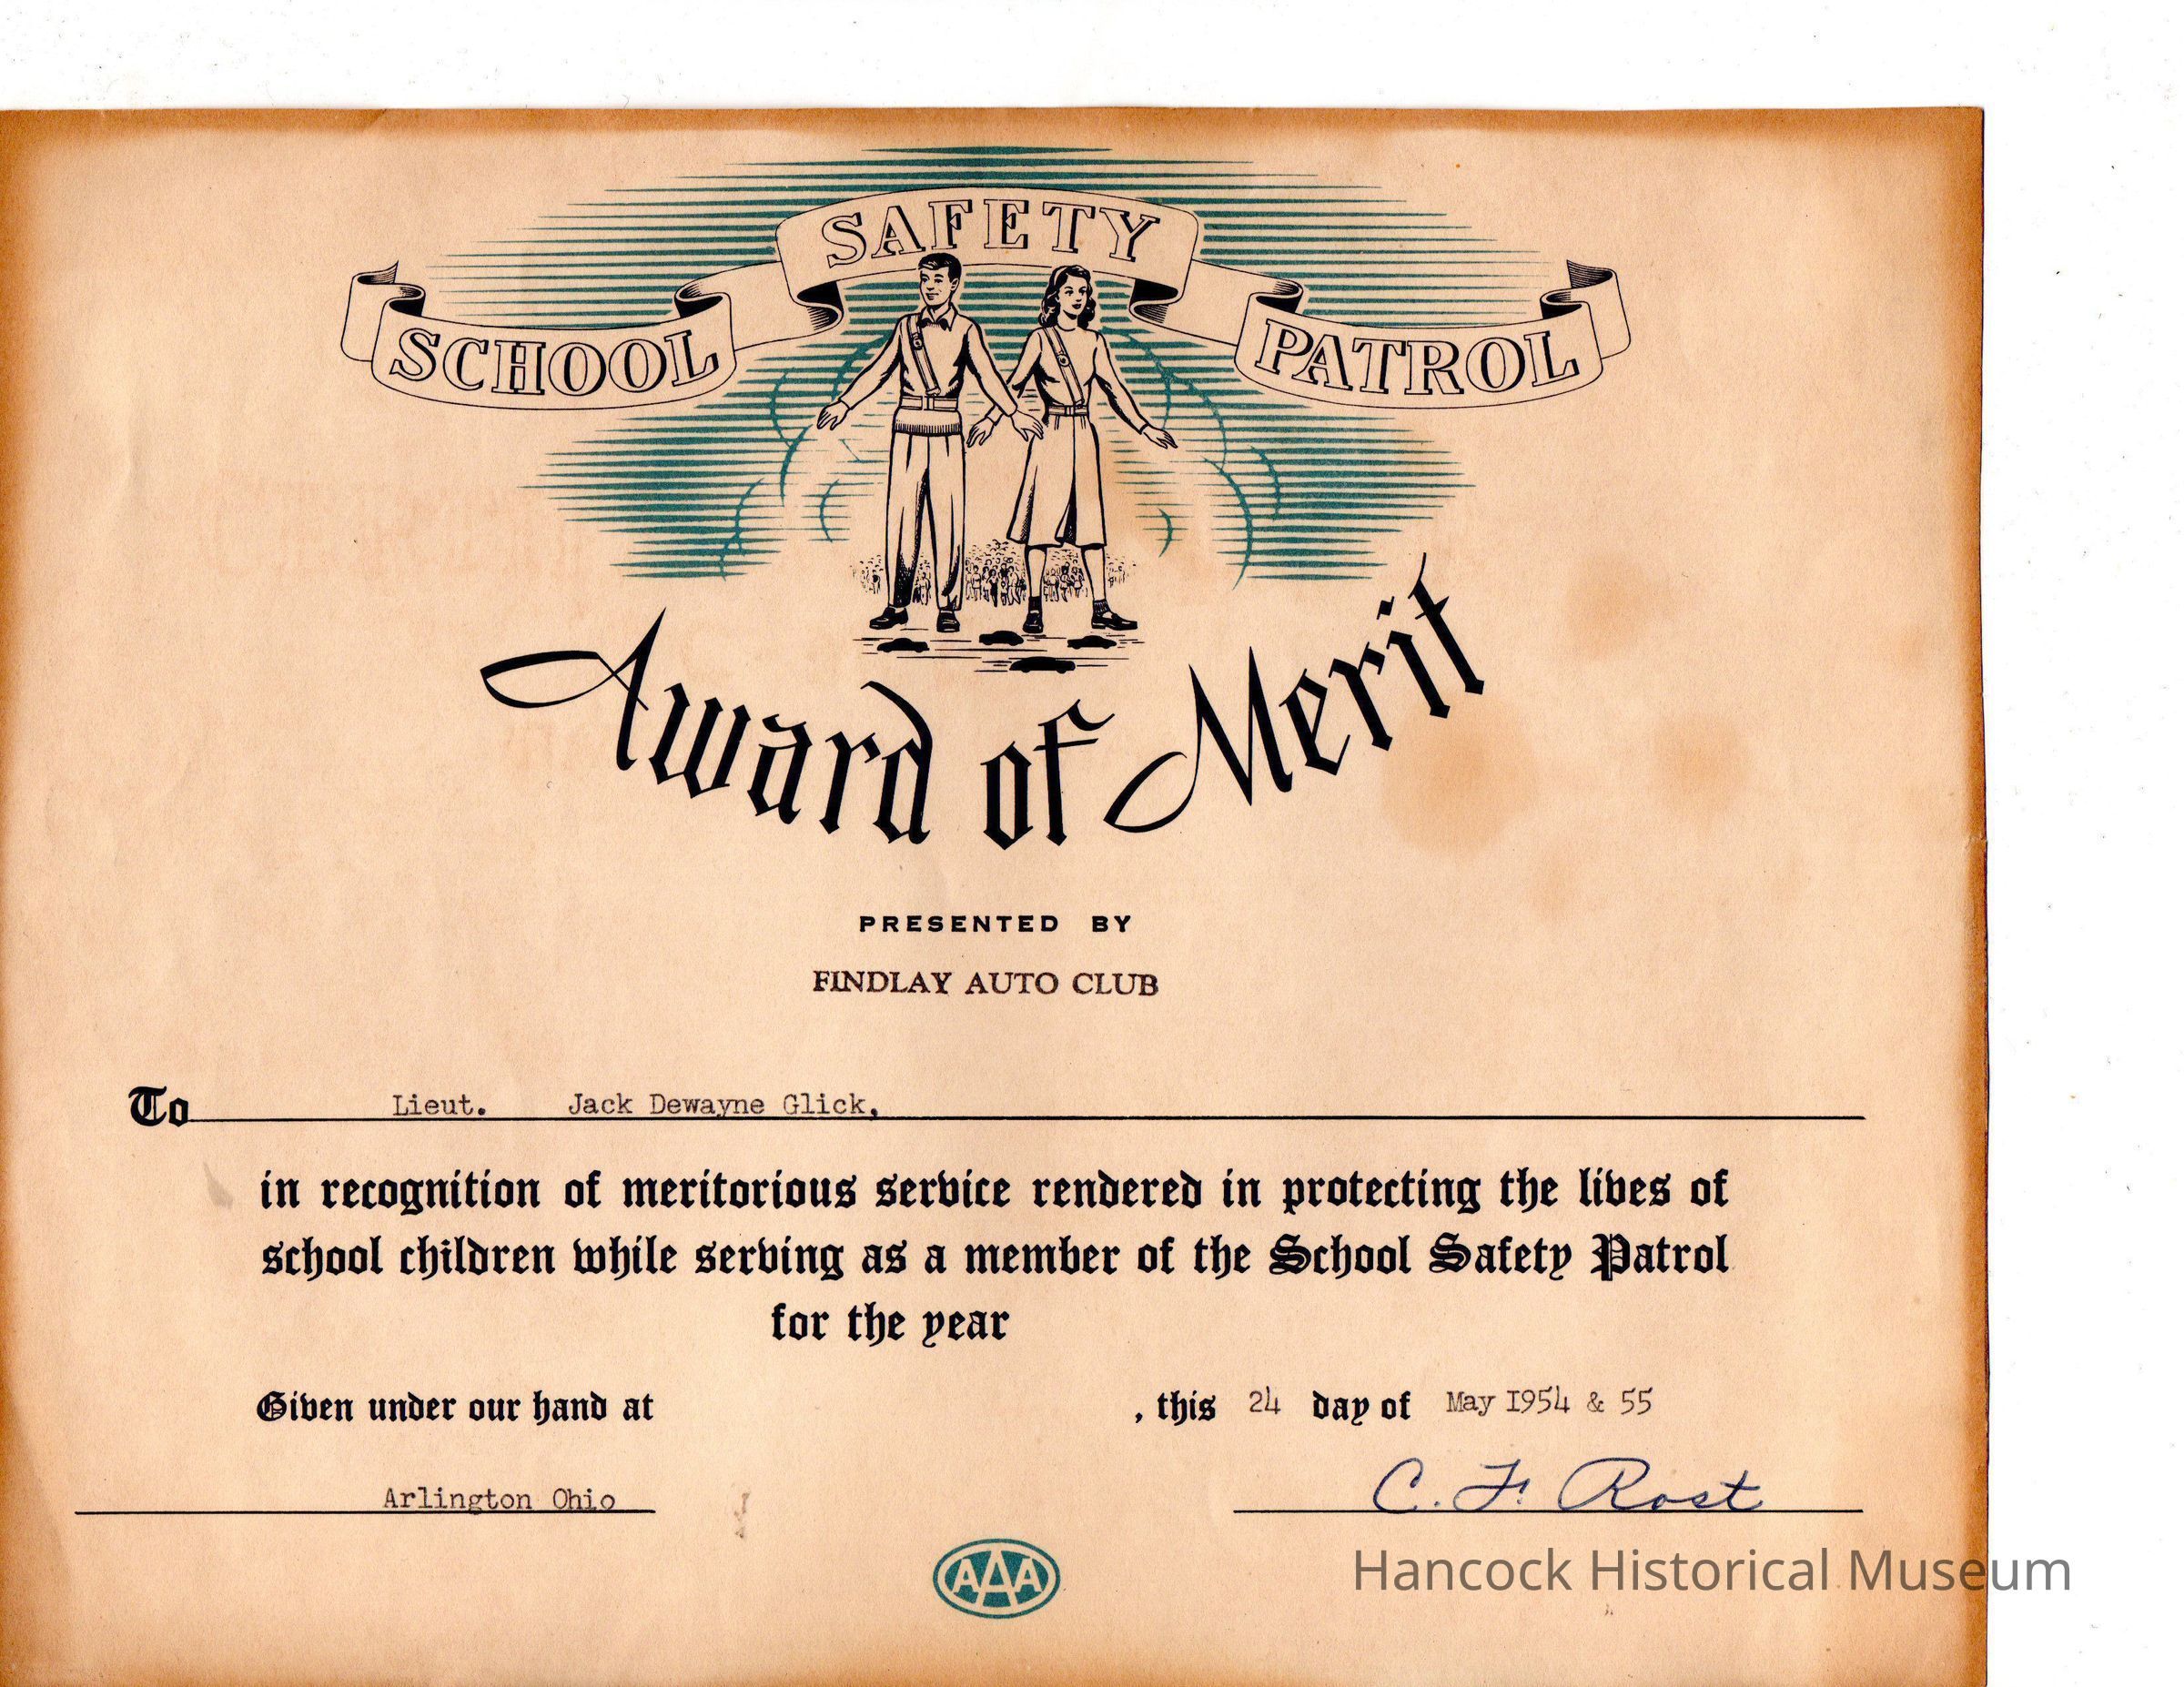 SCHOOL SAFETY PATROL
Award of Merit
PRESENTED BY
FINDLAY AUTO CLUB
To Lieut. Jack Dewayne Glick,
in recognition of meritorious service rendered in protecting the lives of
school children while serving as a member of the School Safety Patrol
for the year
Given under our hand at , this 24 day of May 1954 & 55
Arlington Ohio C. F. Rost
AAA
Hancock Historical Museum